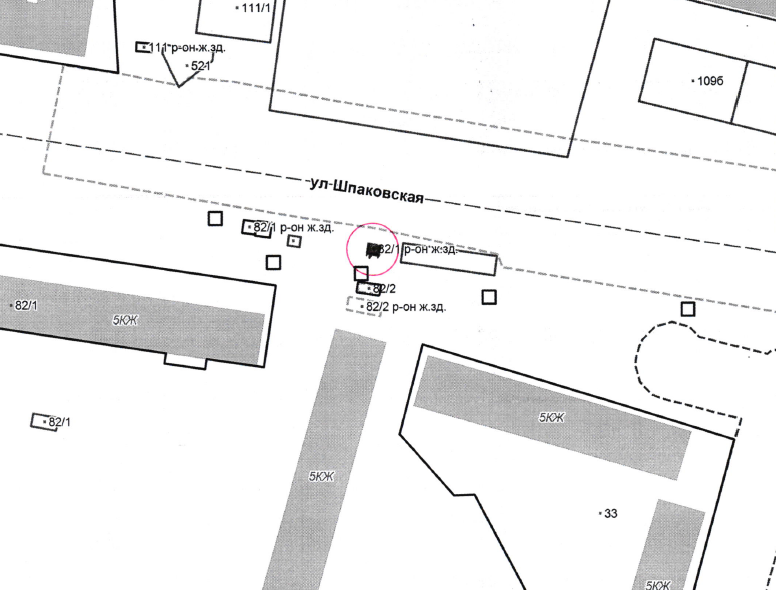 111/1
111 р-он ж.зд.
521
109б
ул Шпаковская
82/1 р-он ж.зд.
82/1 р-он ж.зд.
82/2
82/2 р-он ж.зд.
82/1
5КЖ
5КЖ
82/1
5КЖ
33
5КЖ